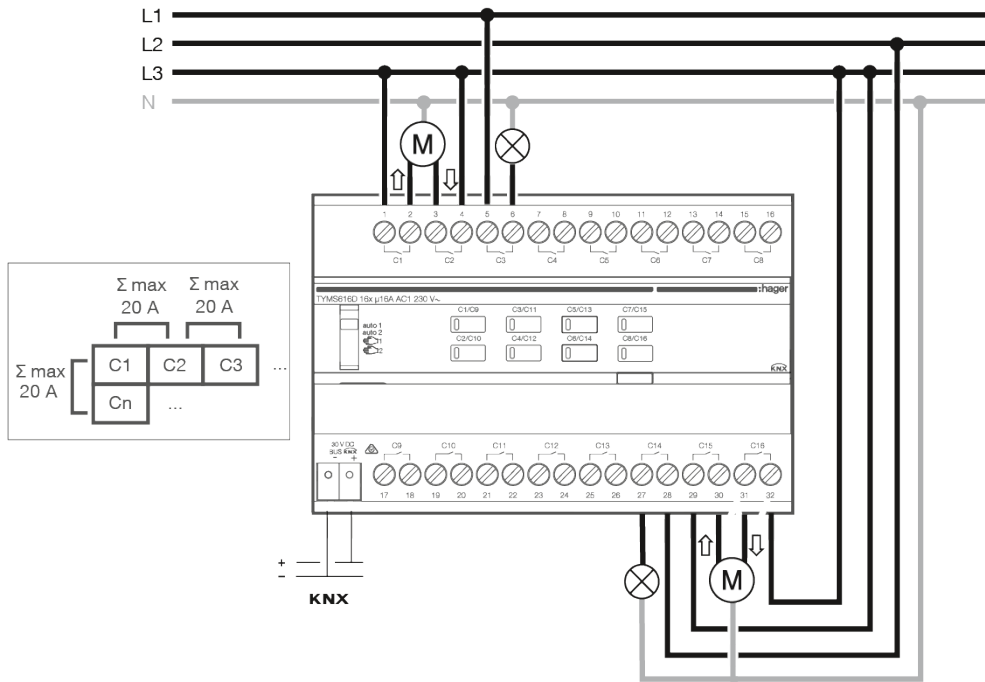 L1
L2
L3
N
M
1 2 3 4 5 6 7 8 9 10 11 12 13 14 15 16
C1 C2 C3 C4 C5 C6 C7 C8
:hager
TYMS616D 16x µ16A AC1 230 V~
C1/C9 C3/C11 C5/C13 C7/C15
auto 1
auto 2
1
2
C2/C10 C4/C12 C6/C14 C8/C16
KNX
Σ max Σ max
20 A 20 A
Σ max
20 A
C1 C2 C3 ...
Cn ...
30 V DC
BUS KNX
- +
C9 C10 C11 C12 C13 C14 C15 C16
17 18 19 20 21 22 23 24 25 26 27 28 29 30 31 32
+
-
KNX
M